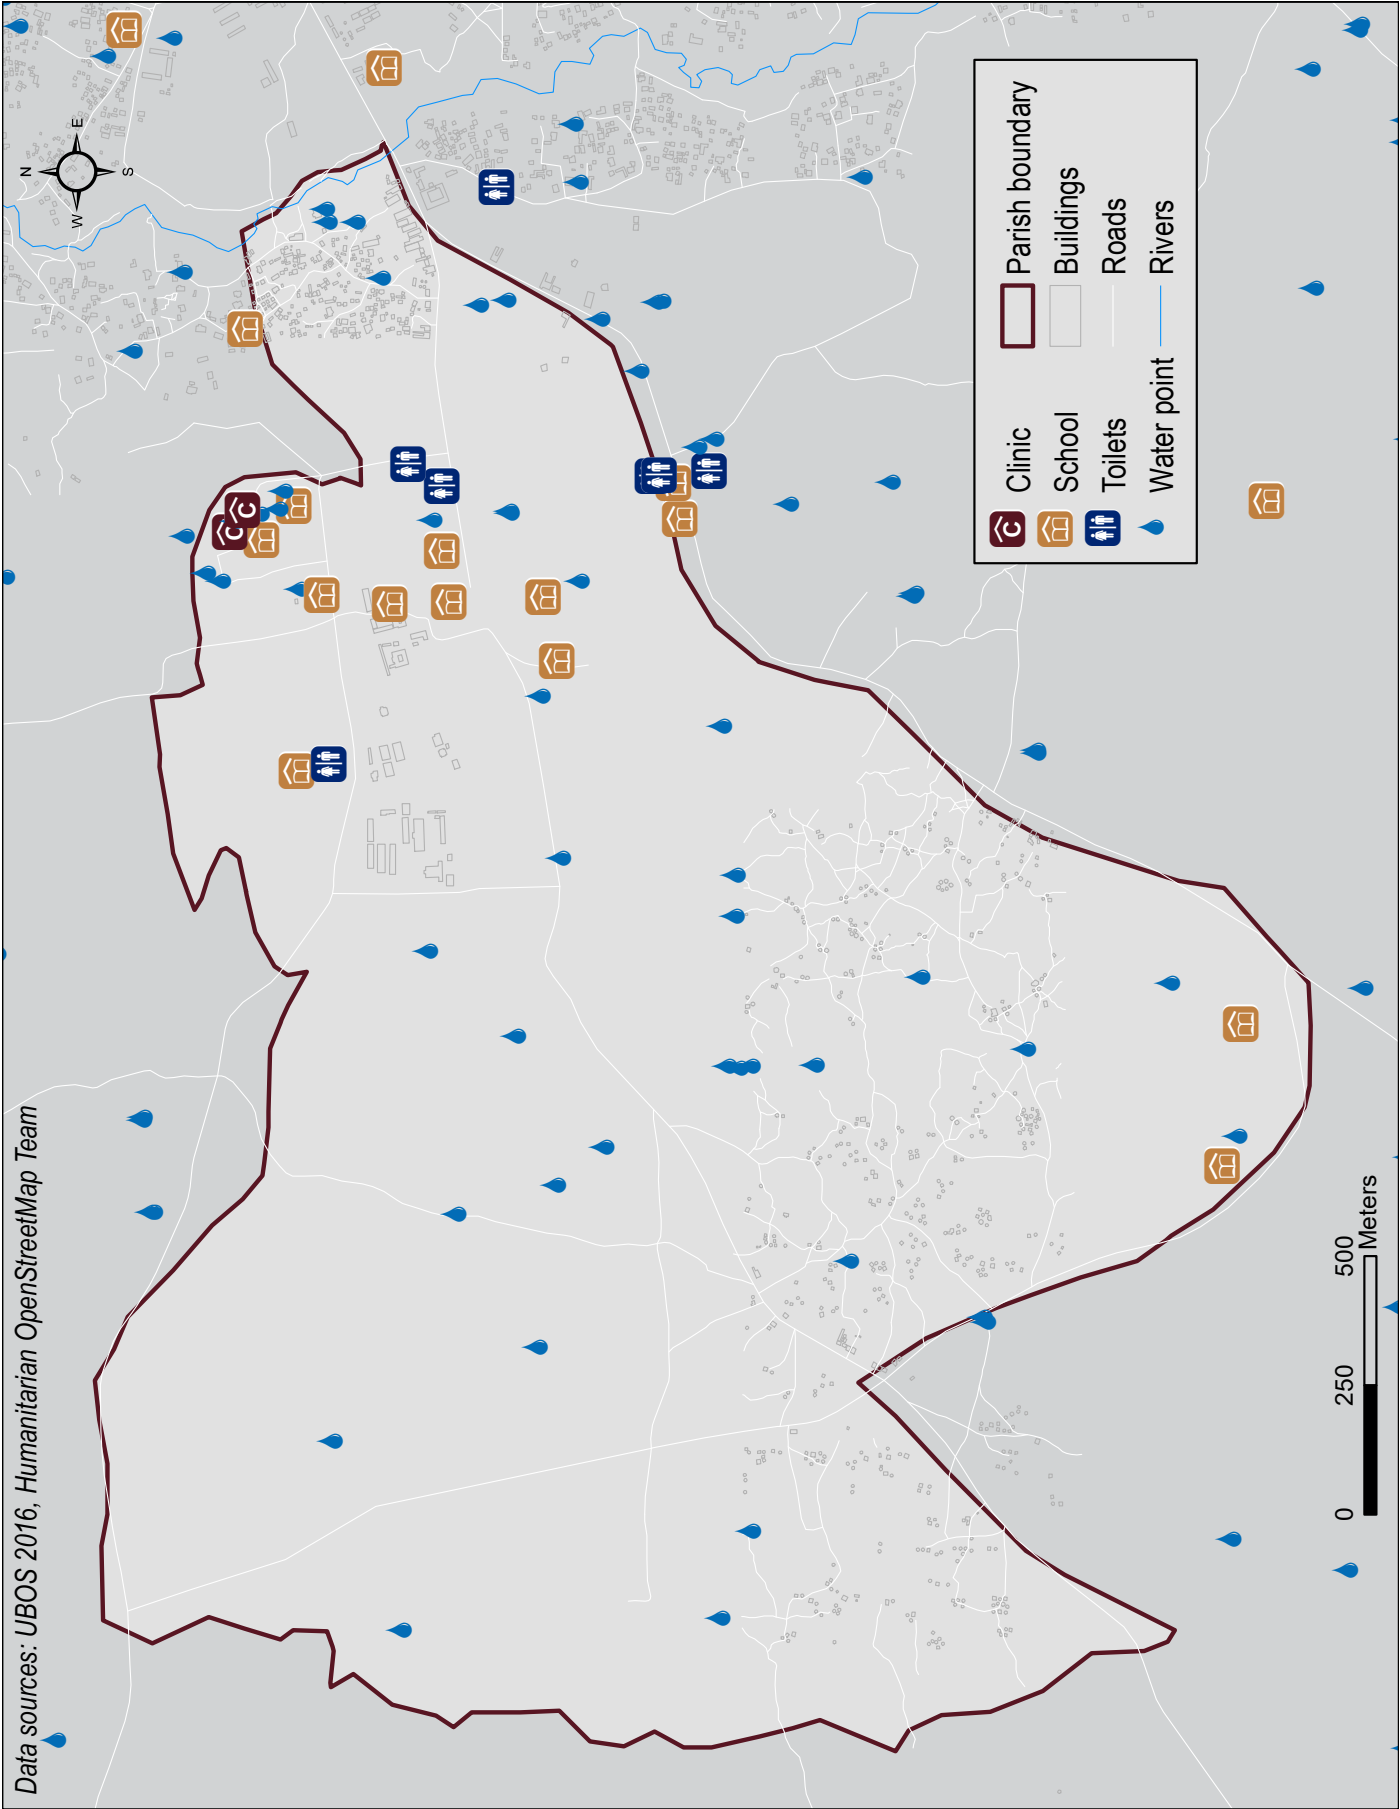 Data sources: UBOS 2016, Humanitarian OpenStreetMap Team
N
W
E
S
C
C
C
Clinic
School
Toilets
Water point
Parish boundary
Buildings
Roads
Rivers
0 250 500
Meters